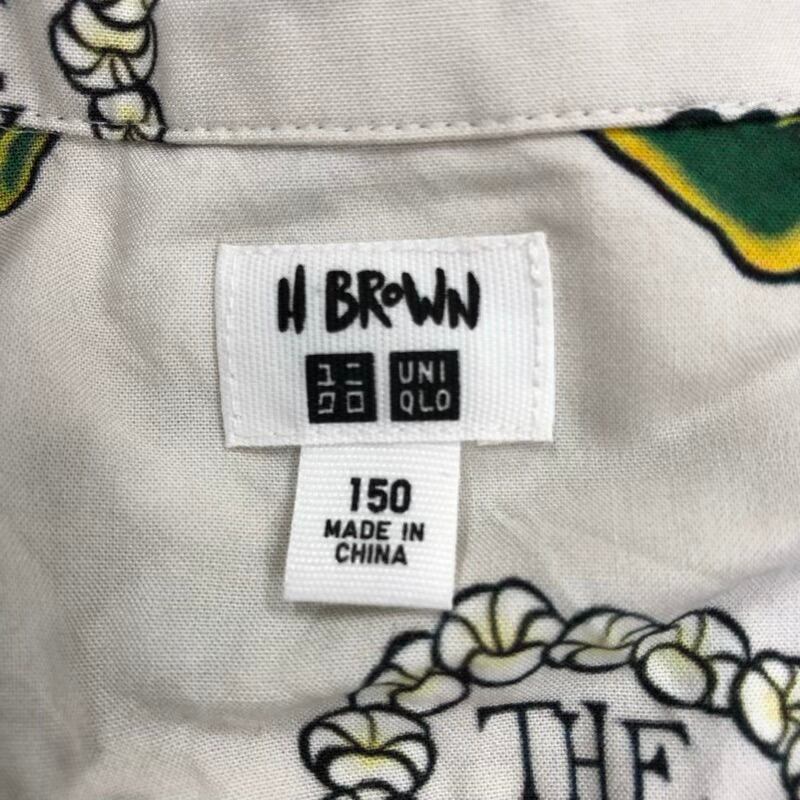 H BROWN
ユニ UNI
クロ QLO
150
MADE IN
CHINA
THE